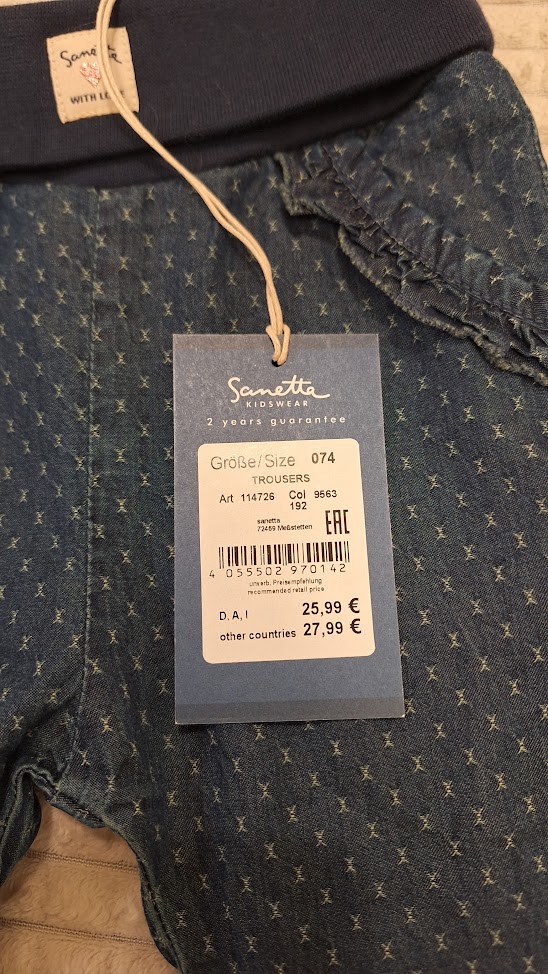 Sanetta
WITH
Sanetta
KIDSWEAR
2 years guarantee
Größe/Size 074
TROUSERS
Art 114726 Col 9563
192
sanetta
72469 Meßstetten
EAC
4 055502 970142
unverb. Preisempfehlung
recommended retail price
D, A, I 25,99 €
other countries 27,99 €